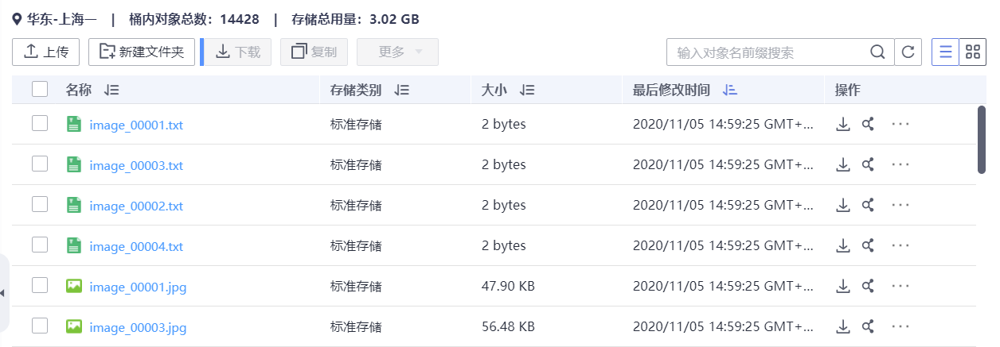 华东-上海一 | 桶内对象总数：14428 | 存储总用量：3.02 GB
上传 新建文件夹 下载 复制 更多 输入对象名前缀搜索
名称 存储类别 大小 最后修改时间 操作
image_00001.txt 标准存储 2 bytes 2020/11/05 14:59:25 GMT+... ...
image_00003.txt 标准存储 2 bytes 2020/11/05 14:59:25 GMT+... ...
image_00002.txt 标准存储 2 bytes 2020/11/05 14:59:25 GMT+... ...
image_00004.txt 标准存储 2 bytes 2020/11/05 14:59:25 GMT+... ...
image_00001.jpg 标准存储 47.90 KB 2020/11/05 14:59:25 GMT+... ...
image_00003.jpg 标准存储 56.48 KB 2020/11/05 14:59:25 GMT+... ...